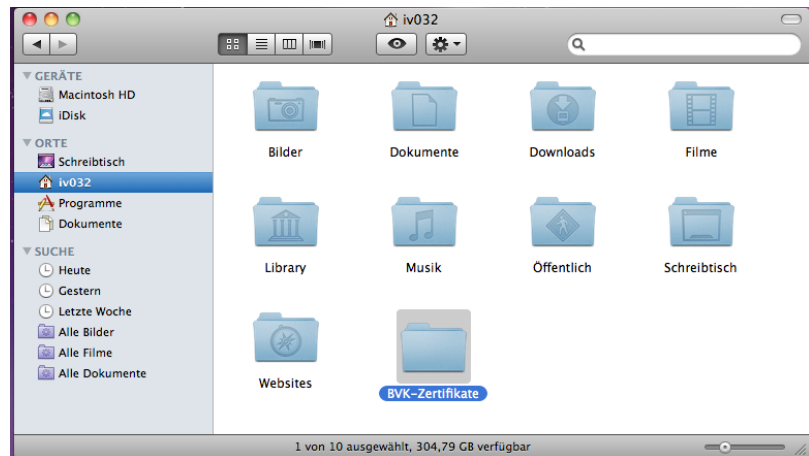 iv032
GERÄTE
Macintosh HD
iDisk
ORTE
Schreibtisch
iv032
Programme
Dokumente
SUCHE
Heute
Gestern
Letzte Woche
Alle Bilder
Alle Filme
Alle Dokumente
Bilder Dokumente Downloads Filme
Library Musik Öffentlich Schreibtisch
Websites BVK-Zertifikate
1 von 10 ausgewählt, 304,79 GB verfügbar